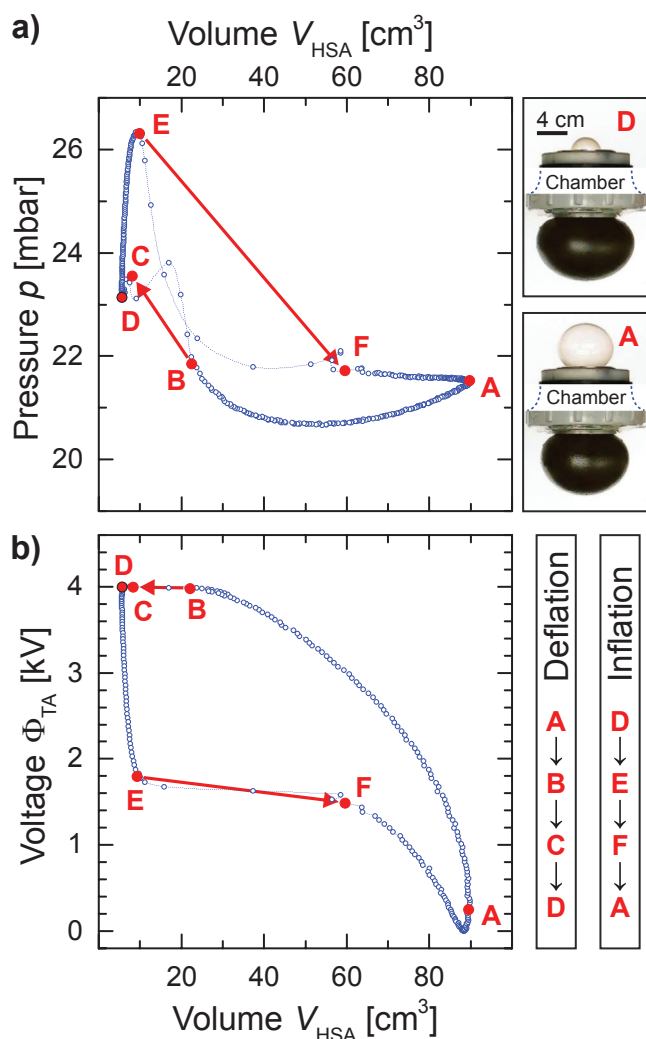 a)
Volume V_HSA [cm³]
20 40 60 80
Pressure p [mbar]
26
24
22
20
E
C
D
B
F
A
D
4 cm
Chamber
A
Chamber
b)
Voltage Φ_TA [kV]
4
3
2
1
0
D
C
B
E
F
A
20 40 60 80
Volume V_HSA [cm³]
Deflation
A
↓
B
↓
C
↓
D
Inflation
D
↓
E
↓
F
↓
A